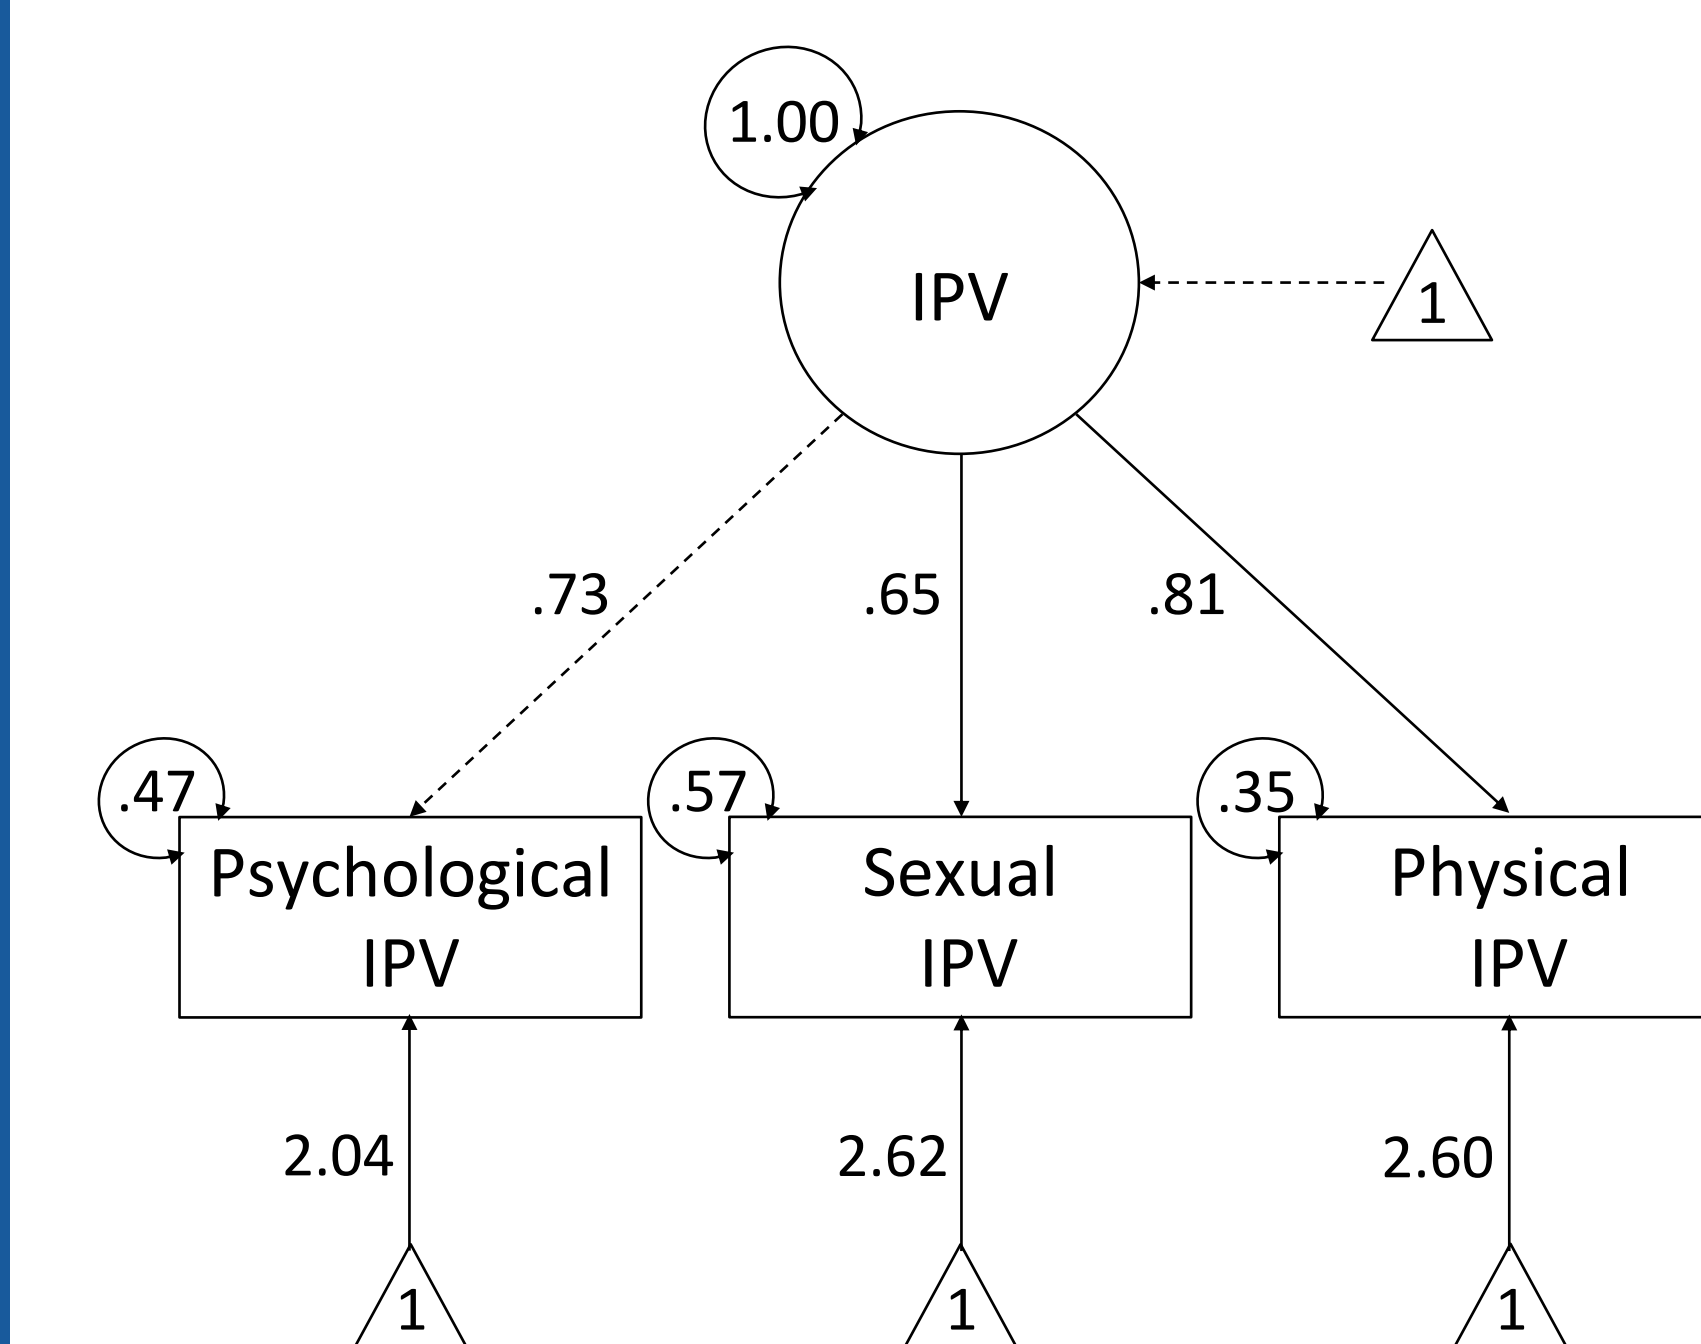 1.00
IPV
1
.73
.65
.81
.47
.57
.35
Psychological
IPV
Sexual
IPV
Physical
IPV
2.04
2.62
2.60
1
1
1